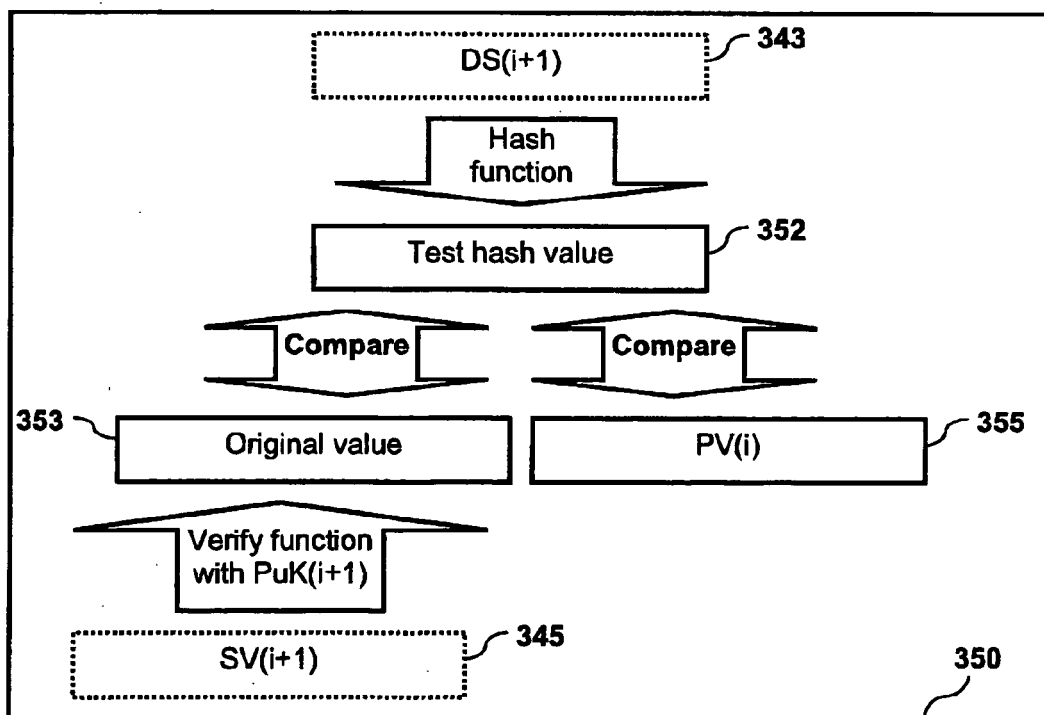 343
DS(i+1)
Hash
function
352
Test hash value
Compare
Compare
353
Original value
PV(i)
355
Verify function
with PuK(i+1)
345
SV(i+1)
350